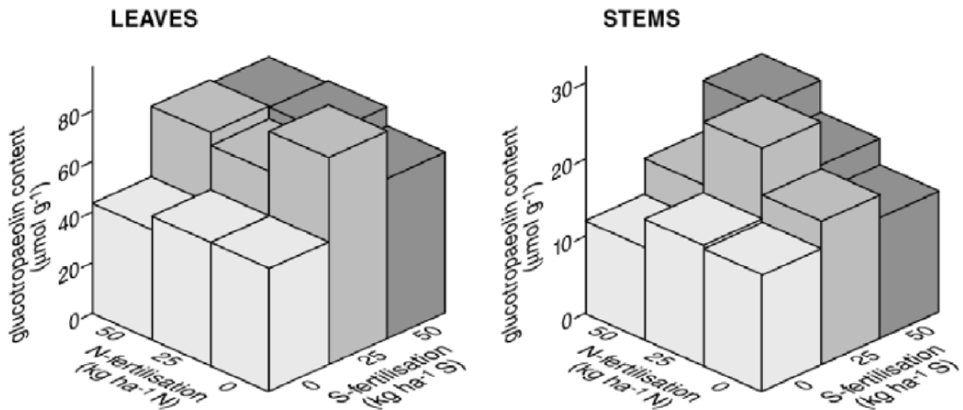 LEAVES
glucotropaeolin content
(μmol g⁻¹)
80
60
40
20
0
50
25
0
N-fertilisation
(kg ha⁻¹ N)
0
25
50
S-fertilisation
(kg ha⁻¹ S)
STEMS
glucotropaeolin content
(μmol g⁻¹)
30
20
10
0
50
25
0
N-fertilisation
(kg ha⁻¹ N)
0
25
50
S-fertilisation
(kg ha⁻¹ S)